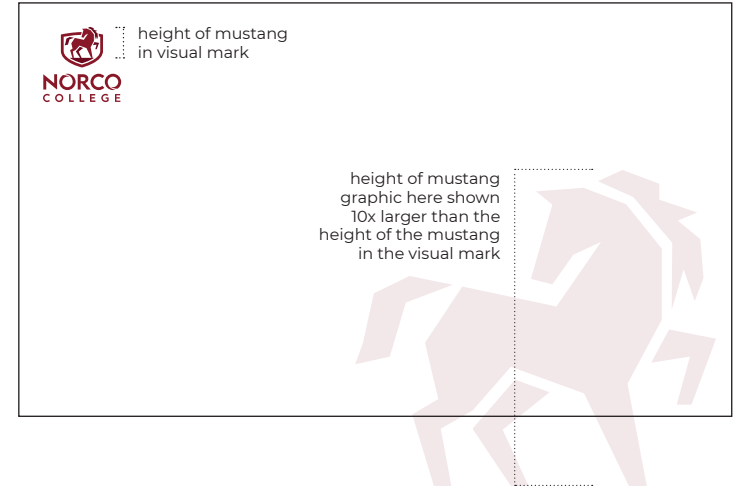 height of mustang
in visual mark
NORCO
COLLEGE
height of mustang
graphic here shown
10x larger than the
height of the mustang
in the visual mark